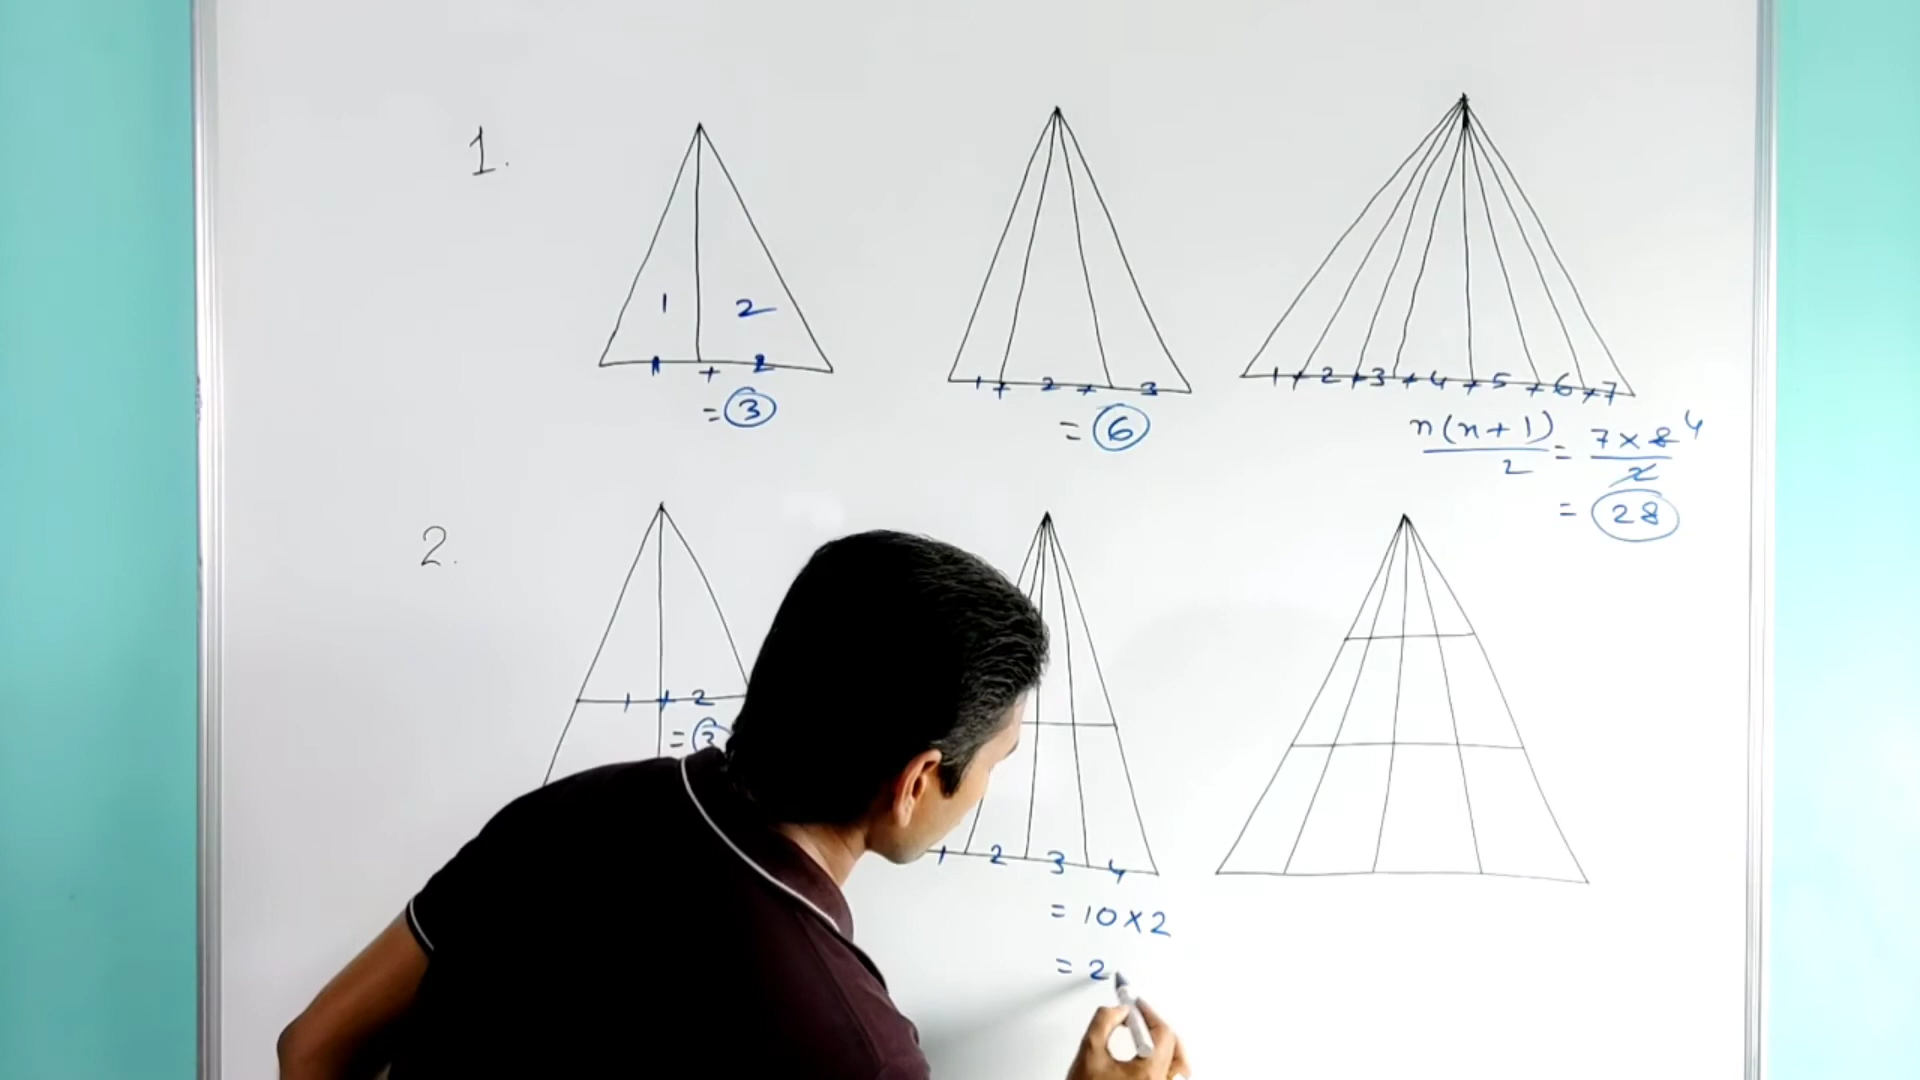 1.
1 2
1 + 2
= 3
1 + 2 + 3
= 6
1 + 2 + 3 + 4 + 5 + 6 + 7
n(n+1)/2 = 7 × 8 4/2
= 28
2.
1 + 2
= 3
1 2 3 4
= 10 × 2
= 2